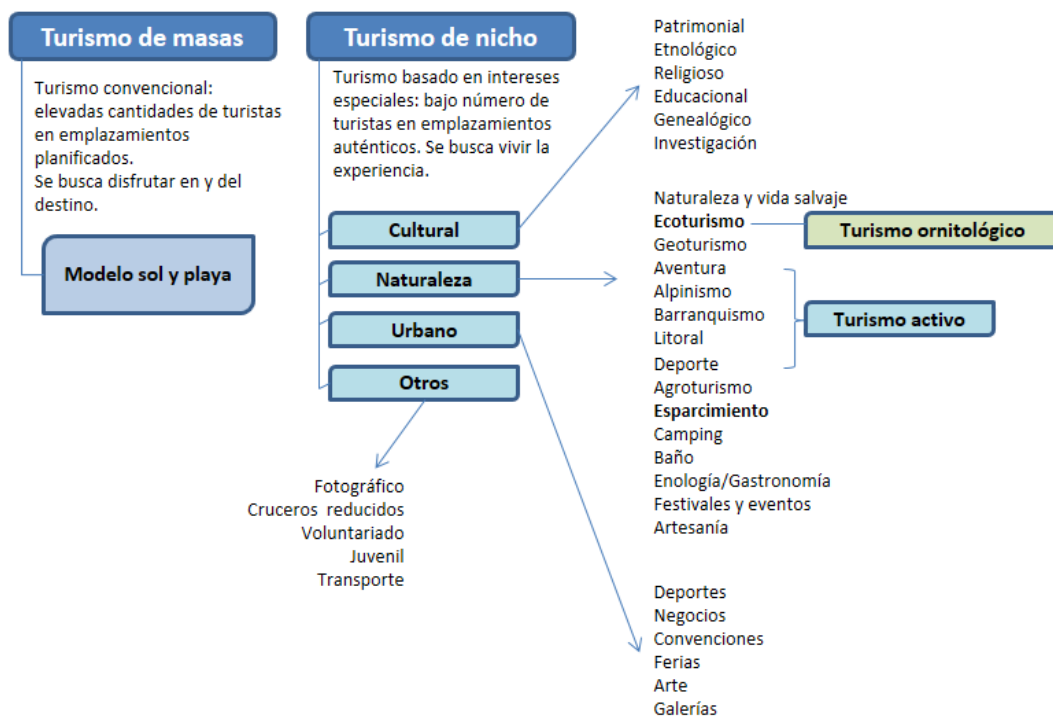 Turismo de masas
Turismo convencional:
elevadas cantidades de turistas
en emplazamientos
planificados.
Se busca disfrutar en y del
destino.
Modelo sol y playa
Turismo de nicho
Turismo basado en intereses
especiales: bajo número de
turistas en emplazamientos
auténticos. Se busca vivir la
experiencia.
Cultural
Naturaleza
Urbano
Otros
Fotográfico
Cruceros reducidos
Voluntariado
Juvenil
Transporte
Patrimonial
Etnológico
Religioso
Educacional
Genealógico
Investigación
Naturaleza y vida salvaje
Ecoturismo
Geoturismo
Aventura
Alpinismo
Barranquismo
Litoral
Deporte
Agroturismo
Esparcimiento
Camping
Baño
Enología/Gastronomía
Festivales y eventos
Artesanía
Turismo ornitológico
Turismo activo
Deportes
Negocios
Convenciones
Ferias
Arte
Galerías